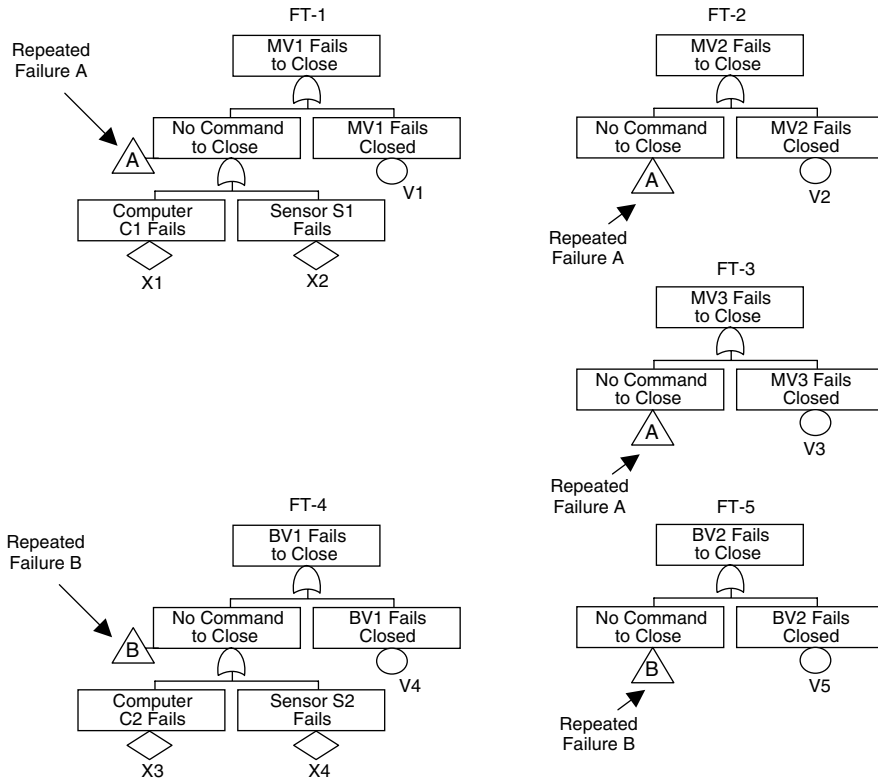 FT-1
MV1 Fails
to Close
Repeated
Failure A
A
No Command
to Close
MV1 Fails
Closed
V1
Computer
C1 Fails
Sensor S1
Fails
X1
X2
FT-2
MV2 Fails
to Close
No Command
to Close
MV2 Fails
Closed
A
V2
Repeated
Failure A
FT-3
MV3 Fails
to Close
No Command
to Close
MV3 Fails
Closed
A
V3
Repeated
Failure A
FT-4
BV1 Fails
to Close
Repeated
Failure B
B
No Command
to Close
BV1 Fails
Closed
V4
Computer
C2 Fails
Sensor S2
Fails
X3
X4
FT-5
BV2 Fails
to Close
No Command
to Close
BV2 Fails
Closed
B
V5
Repeated
Failure B